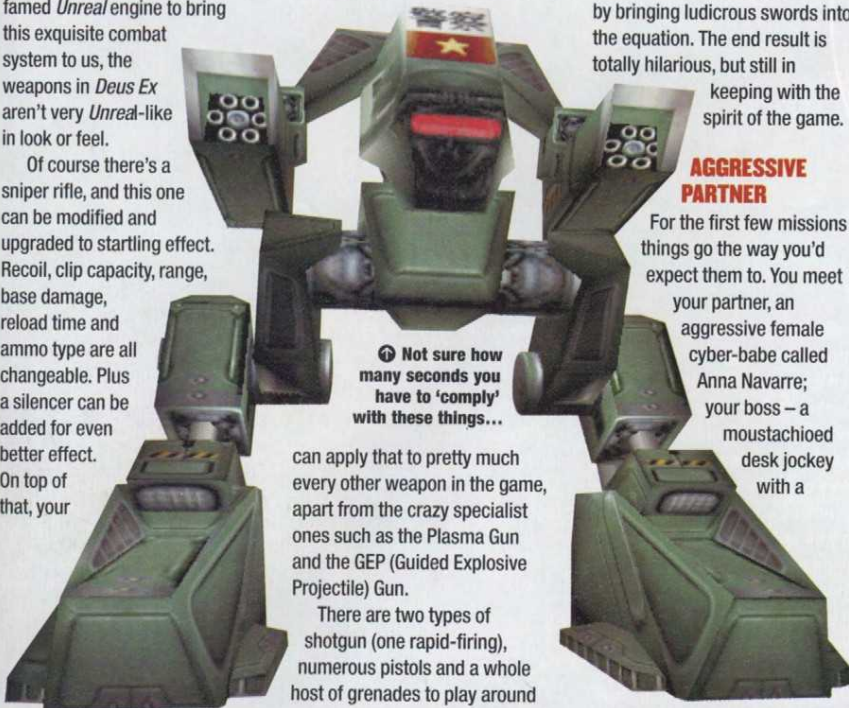 famed Unreal engine to bring
this exquisite combat
system to us, the
weapons in Deus Ex
aren't very Unreal-like
in look or feel.
Of course there's a
sniper rifle, and this one
can be modified and
upgraded to startling effect.
Recoil, clip capacity, range,
base damage,
reload time and
ammo type are all
changeable. Plus
a silencer can be
added for even
better effect.
On top of
that, your
警察
Not sure how
many seconds you
have to 'comply'
with these things...
can apply that to pretty much
every other weapon in the game,
apart from the crazy specialist
ones such as the Plasma Gun
and the GEP (Guided Explosive
Projectile) Gun.
There are two types of
shotgun (one rapid-firing),
numerous pistols and a whole
host of grenades to play around
by bringing ludicrous swords into
the equation. The end result is
totally hilarious, but still in
keeping with the
spirit of the game.
AGGRESSIVE
PARTNER
For the first few missions
things go the way you'd
expect them to. You meet
your partner, an
aggressive female
cyber-babe called
Anna Navarre;
your boss – a
moustachioed
desk jockey
with a